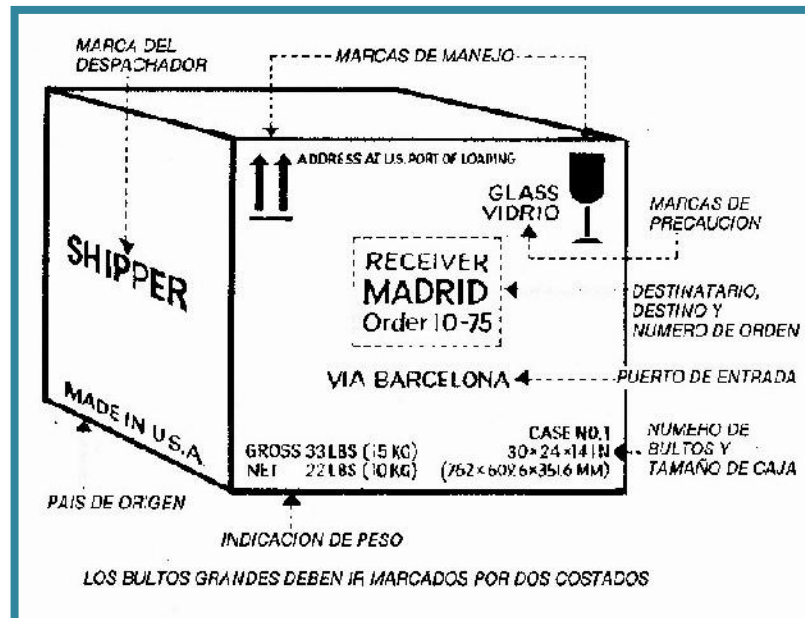 MARCA DEL
DESPACHADOR
MARCAS DE MANEJO
ADDRESS AT U.S. PORT OF LOADING
GLASS
VIDRIO
MARCAS DE
PRECAUCION
SHIPPER
RECEIVER
MADRID
Order 10-75
DESTINATARIO,
DESTINO Y
NUMERO DE ORDEN
VIA BARCELONA
PUERTO DE ENTRADA
MADE IN U.S.A.
CASE NO.1
GROSS 33 LBS (15 KG)
30×24×14 IN
NET 22 LBS (10 KG)
(762×609.6×351.6 MM)
NUMERO DE
BULTOS Y
TAMAÑO DE CAJA
PAIS DE ORIGEN
INDICACION DE PESO
LOS BULTOS GRANDES DEBEN IR MARCADOS POR DOS COSTADOS